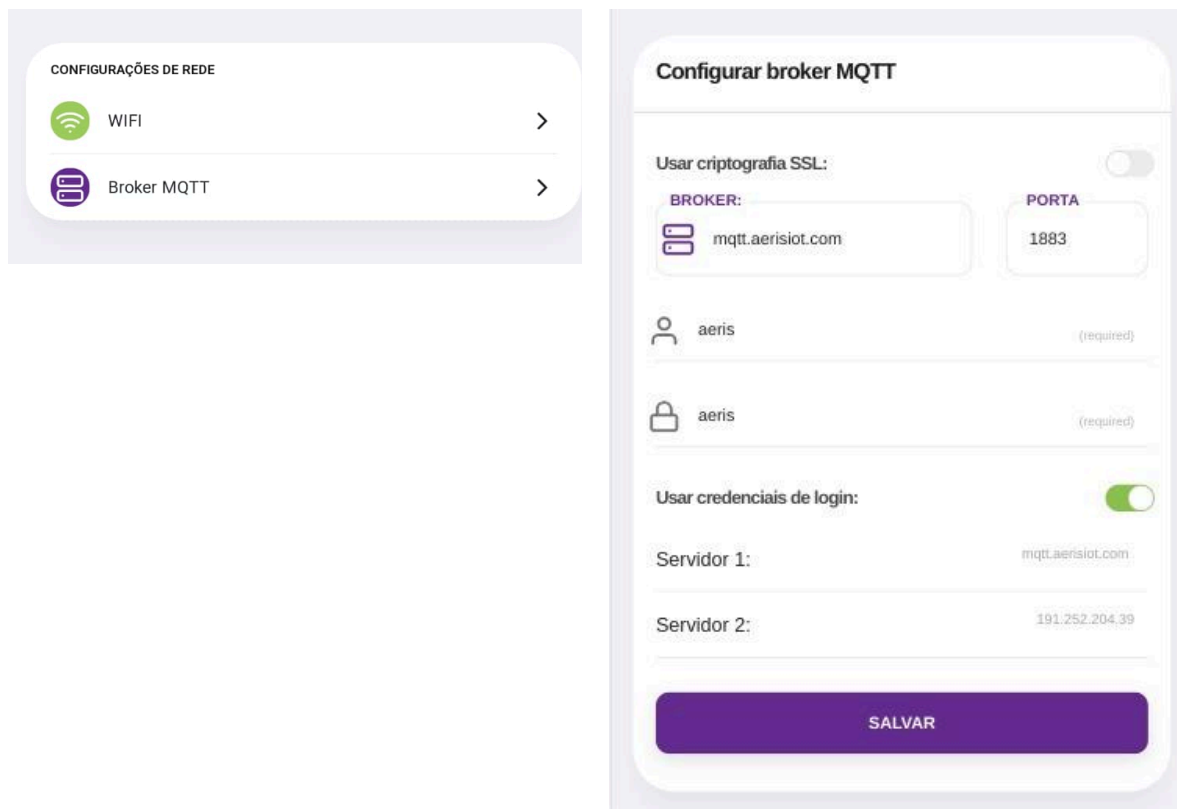 CONFIGURAÇÕES DE REDE
WIFI
Broker MQTT
Configurar broker MQTT
Usar criptografia SSL:
BROKER: PORTA
mqtt.aerisiot.com 1883
aeris (required)
aeris (required)
Usar credenciais de login:
Servidor 1: mqtt.aerisiot.com
Servidor 2: 191.252.204.39
SALVAR